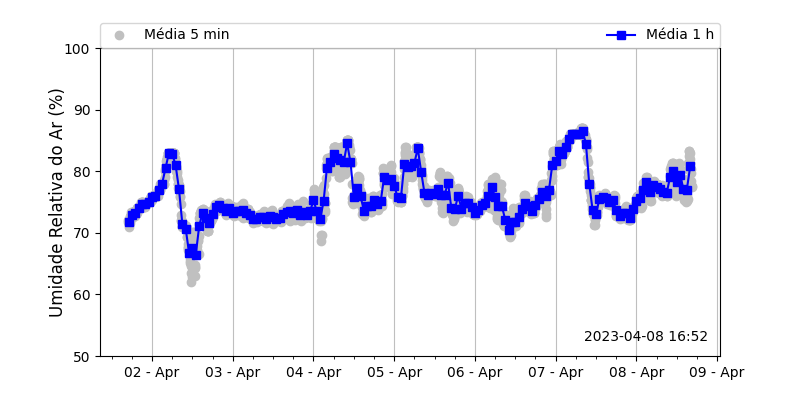 Média 5 min
Média 1 h
Umidade Relativa do Ar (%)
100
90
80
70
60
50
2023-04-08 16:52
02 - Apr
03 - Apr
04 - Apr
05 - Apr
06 - Apr
07 - Apr
08 - Apr
09 - Apr